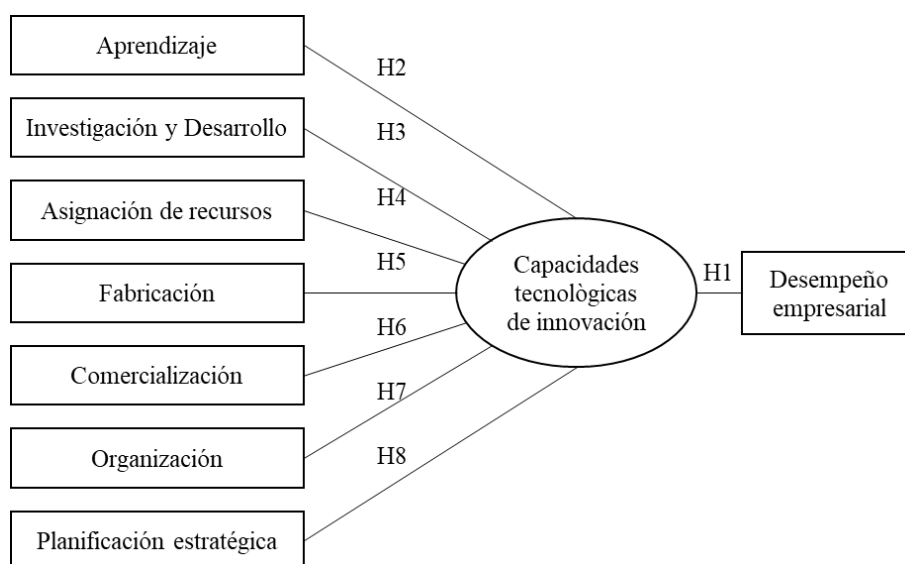 Aprendizaje
H2
Investigación y Desarrollo
H3
Asignación de recursos
H4
Fabricación
H5
Comercialización
H6
Organización
H7
Planificación estratégica
H8
Capacidades
tecnològicas
de innovación
H1
Desempeño
empresarial